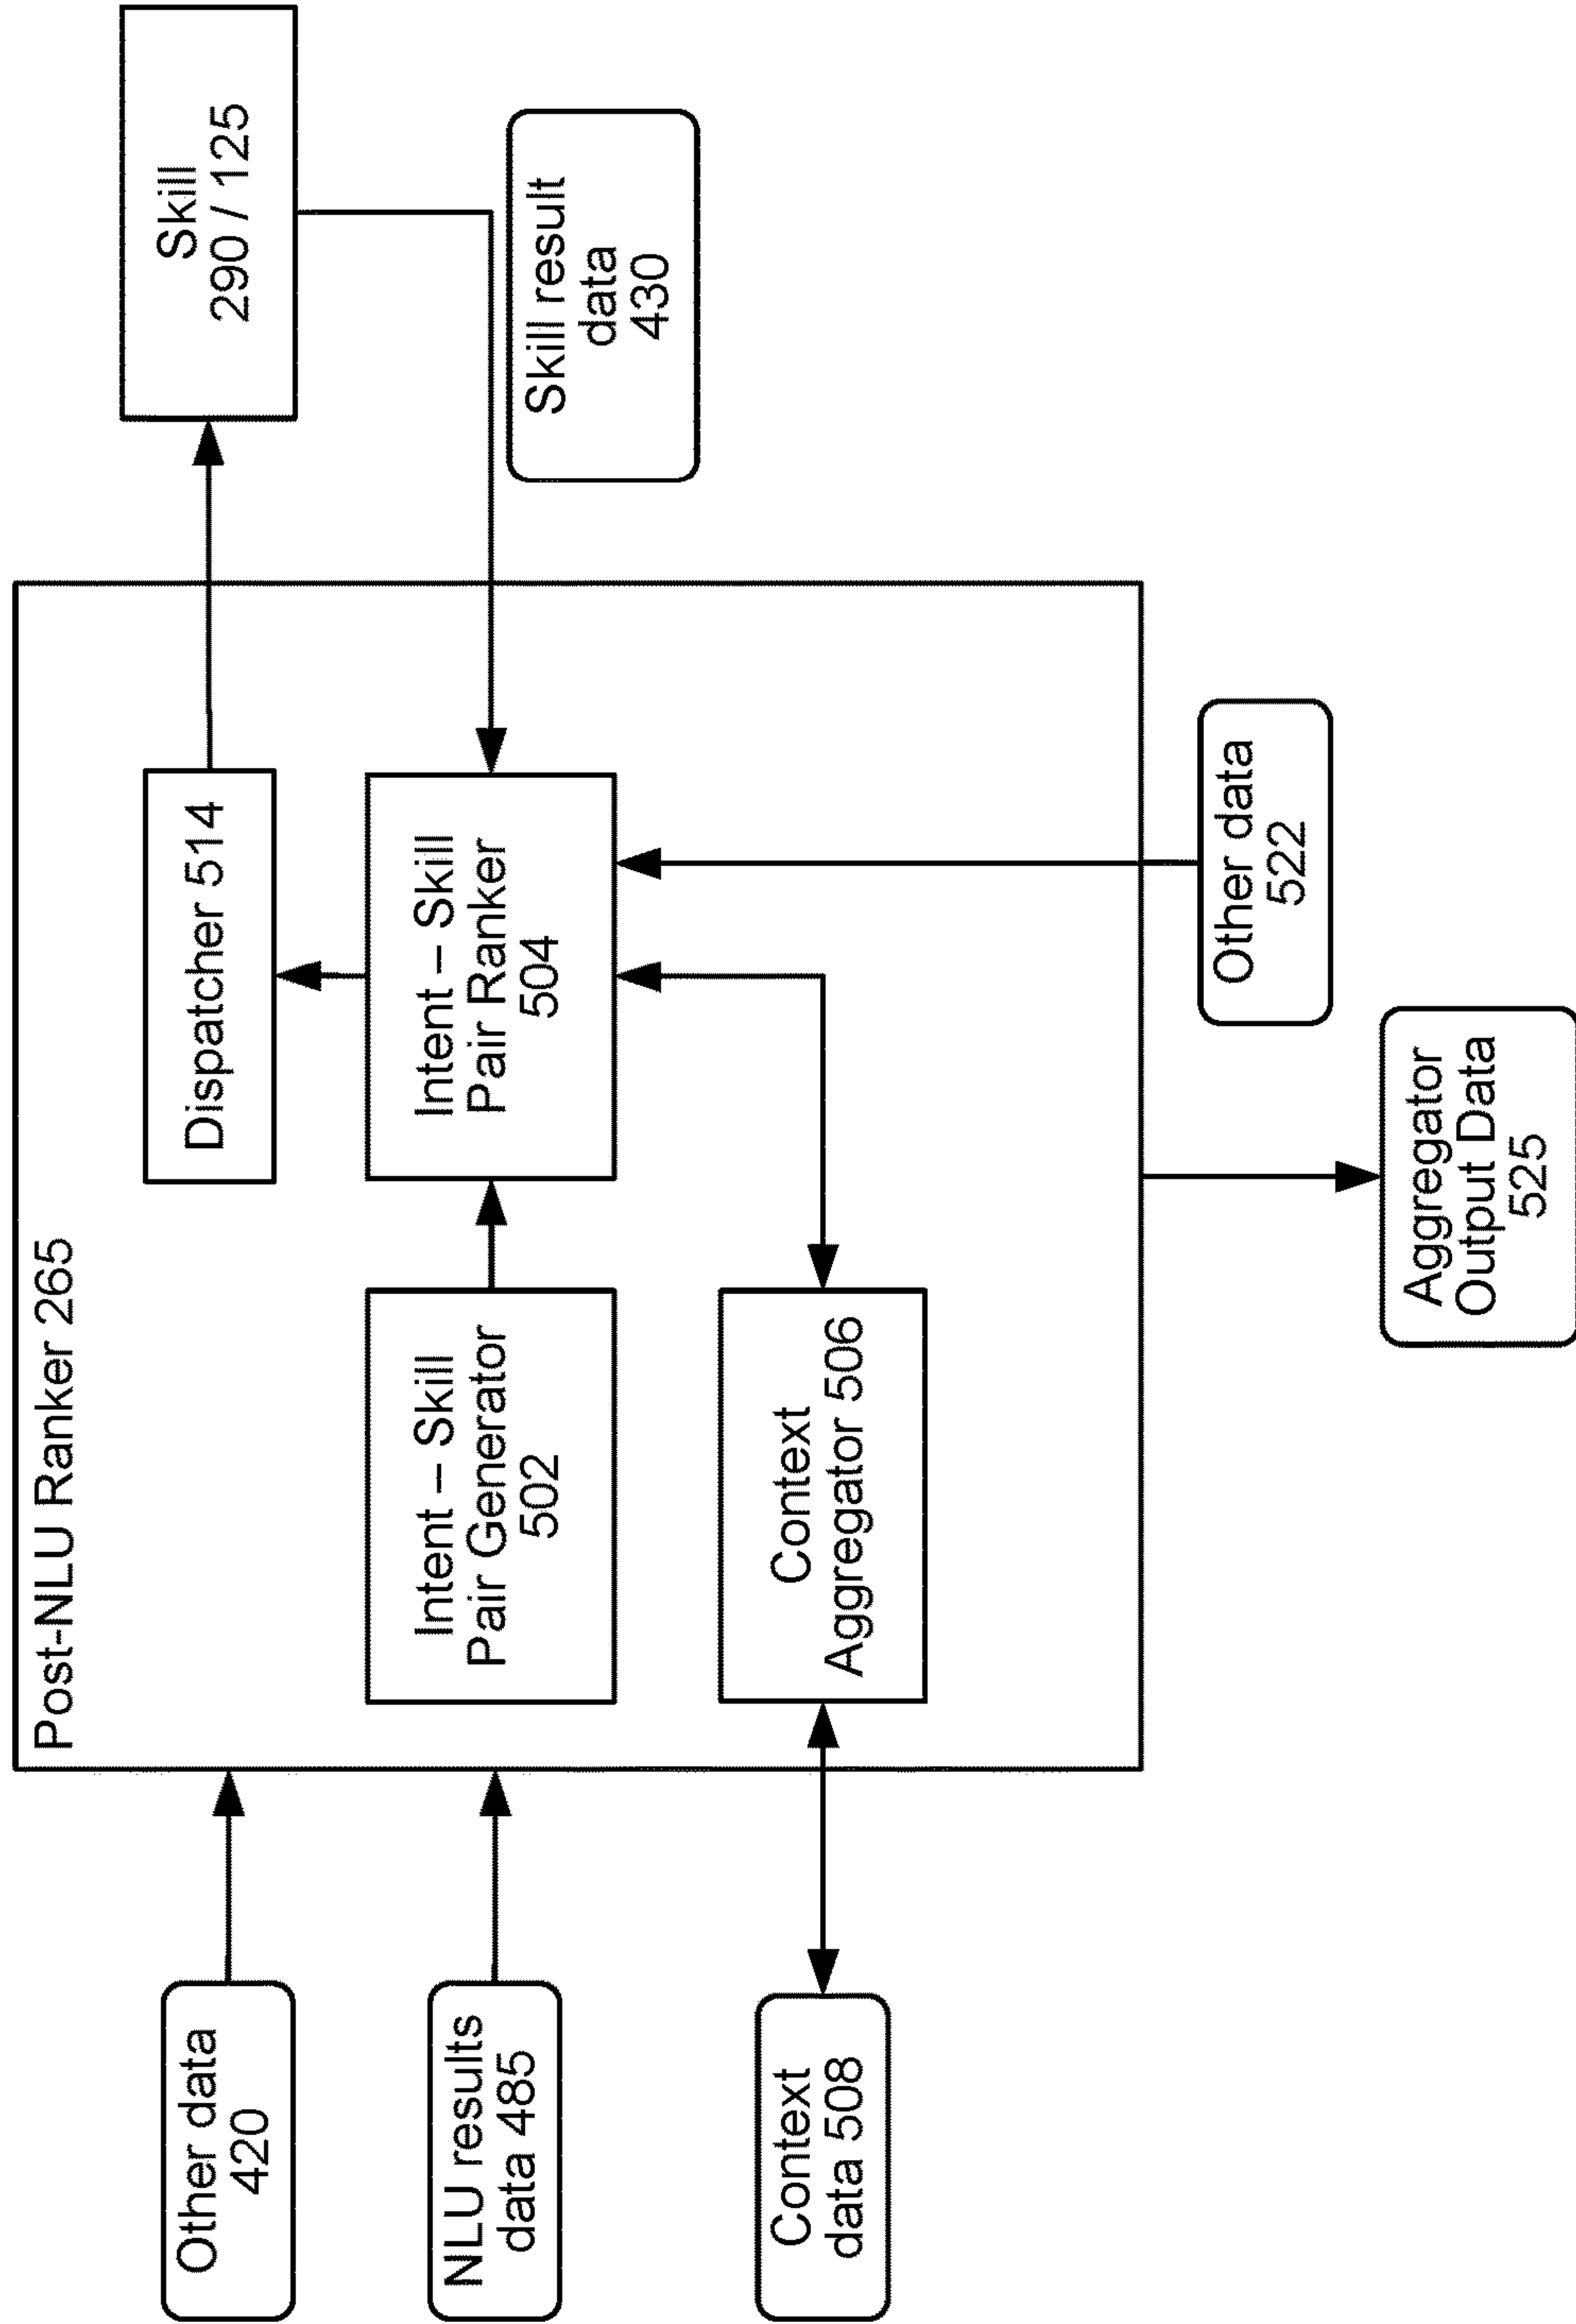 Post-NLU Ranker 265
Other data
420
Dispatcher 514
Skill
290 / 125
NLU results
data 485
Intent – Skill
Pair Generator
502
Intent – Skill
Pair Ranker
504
Skill result
data
430
Context
data 508
Context
Aggregator 506
Other data
522
Aggregator
Output Data
525